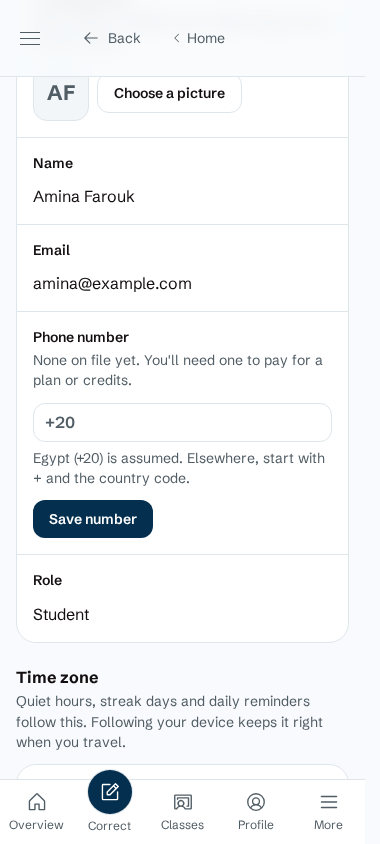 Back
Home
AF
Choose a picture
Name
Amina Farouk
Email
amina@example.com
Phone number
None on file yet. You'll need one to pay for a
plan or credits.
+20
Egypt (+20) is assumed. Elsewhere, start with
+ and the country code.
Save number
Role
Student
Time zone
Quiet hours, streak days and daily reminders
follow this. Following your device keeps it right
when you travel.
Overview
Correct
Classes
Profile
More